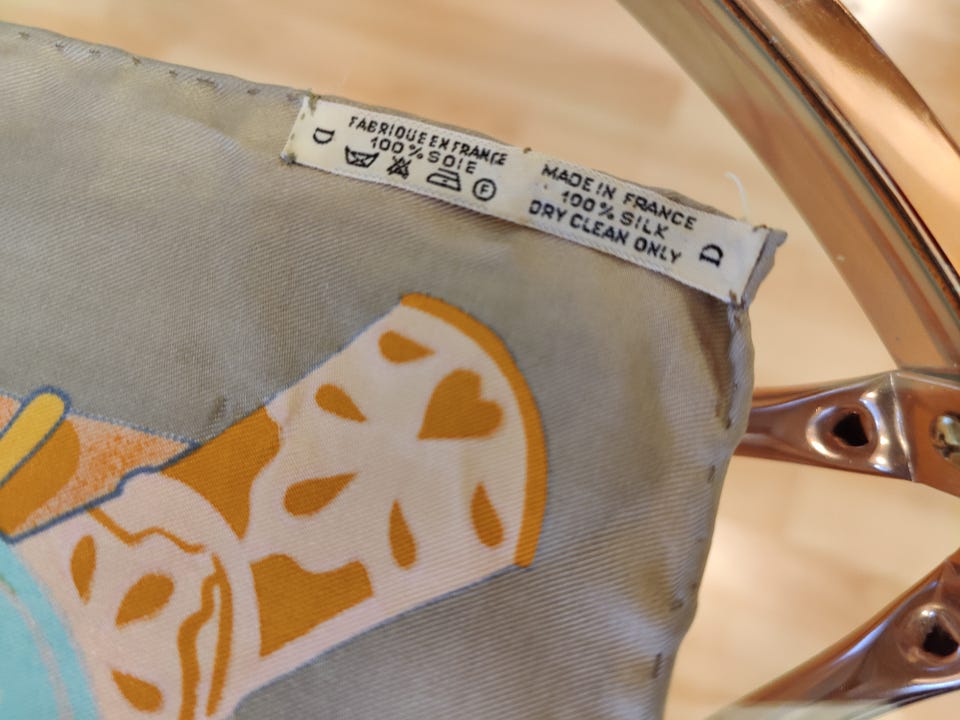 D
FABRIQUE EN FRANCE
100% SOIE
F
MADE IN FRANCE
100% SILK
DRY CLEAN ONLY
D